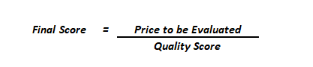 Final Score = Price to be Evaluated
Quality Score